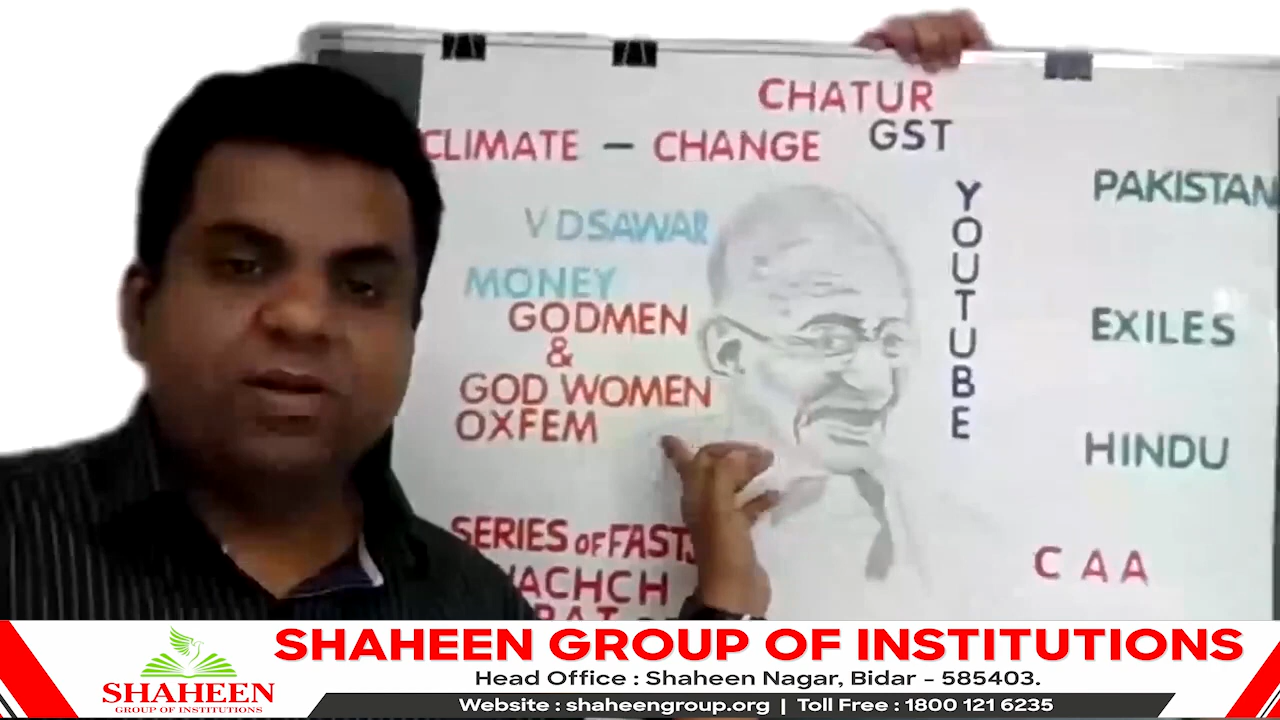 CHATUR
GST
CLIMATE - CHANGE
YOUTUBE
PAKISTAN
V D SAWAR
MONEY
GODMEN
&
GOD WOMEN
OXFEM
EXILES
HINDU
SERIES OF FASTS
CAA
SHAHEEN
GROUP OF INSTITUTIONS
SHAHEEN GROUP OF INSTITUTIONS
Head Office : Shaheen Nagar, Bidar - 585403.
Website : shaheengroup.org | Toll Free : 1800 121 6235